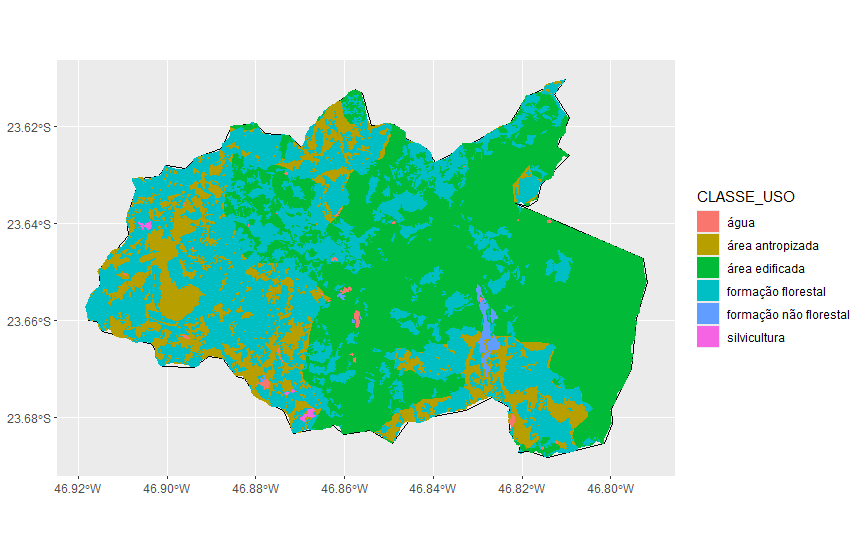 23.62°S
23.64°S
23.66°S
23.68°S
46.92°W 46.90°W 46.88°W 46.86°W 46.84°W 46.82°W 46.80°W
CLASSE_USO
água
área antropizada
área edificada
formação florestal
formação não florestal
silvicultura